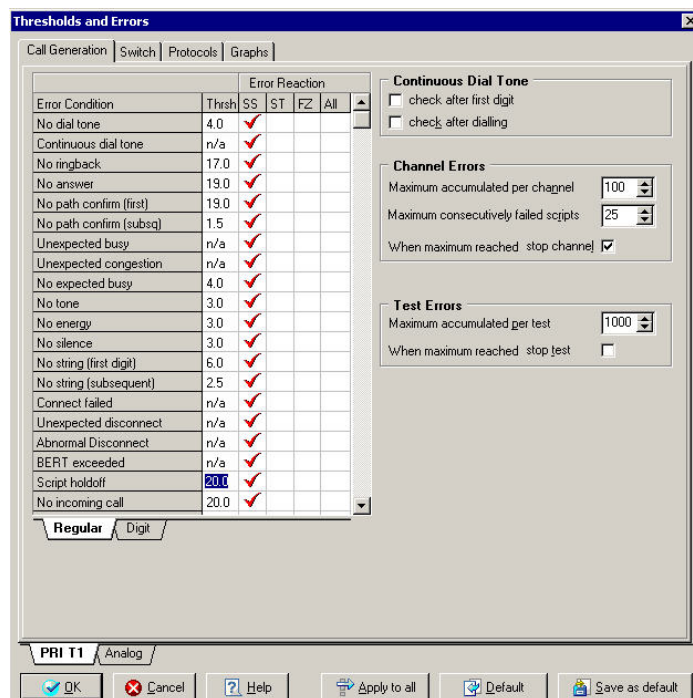 Thresholds and Errors
Call Generation Switch Protocols Graphs
Error Reaction
Error Condition Thrsh SS ST FZ All
No dial tone 4.0
Continuous dial tone n/a
No ringback 17.0
No answer 19.0
No path confirm (first) 19.0
No path confirm (subsq) 1.5
Unexpected busy n/a
Unexpected congestion n/a
No expected busy 4.0
No tone 3.0
No energy 3.0
No silence 3.0
No string (first digit) 6.0
No string (subsequent) 2.5
Connect failed n/a
Unexpected disconnect n/a
Abnormal Disconnect n/a
BERT exceeded n/a
Script holdoff 20.0
No incoming call 20.0
Regular Digit
Continuous Dial Tone
check after first digit
check after dialling
Channel Errors
Maximum accumulated per channel 100
Maximum consecutively failed scripts 25
When maximum reached stop channel
Test Errors
Maximum accumulated per test 1000
When maximum reached stop test
PRI T1 Analog
OK Cancel Help Apply to all Default Save as default